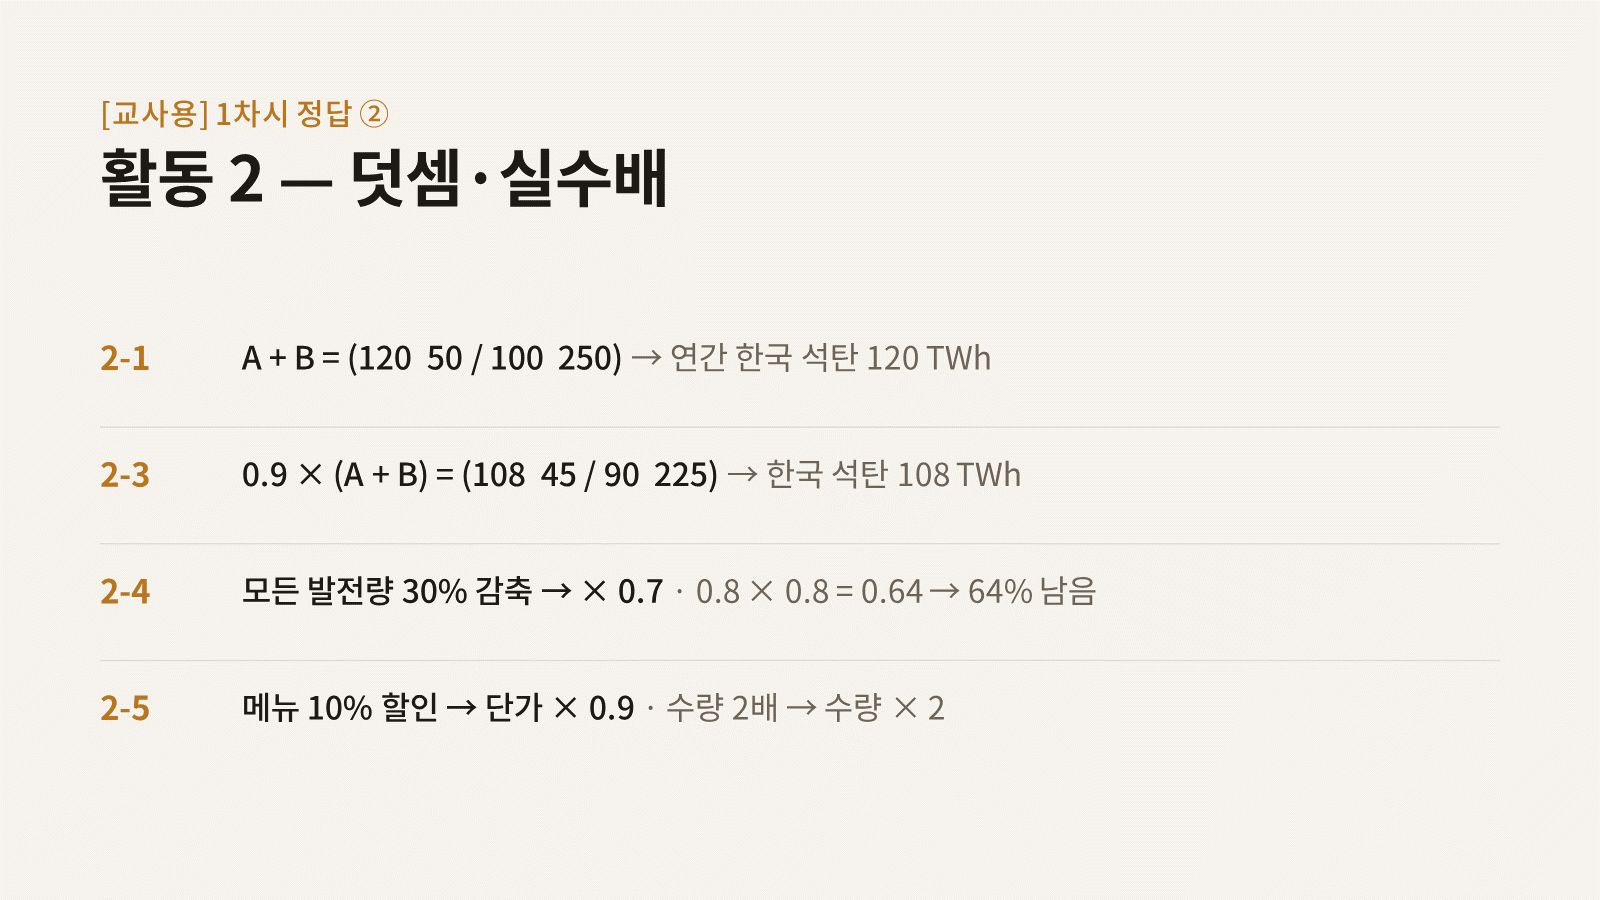 [교사용] 1차시 정답 ②
활동 2 — 덧셈·실수배
2-1 A + B = (120 50 / 100 250) → 연간 한국 석탄 120 TWh
2-3 0.9 × (A + B) = (108 45 / 90 225) → 한국 석탄 108 TWh
2-4 모든 발전량 30% 감축 → × 0.7 · 0.8 × 0.8 = 0.64 → 64% 남음
2-5 메뉴 10% 할인 → 단가 × 0.9 · 수량 2배 → 수량 × 2